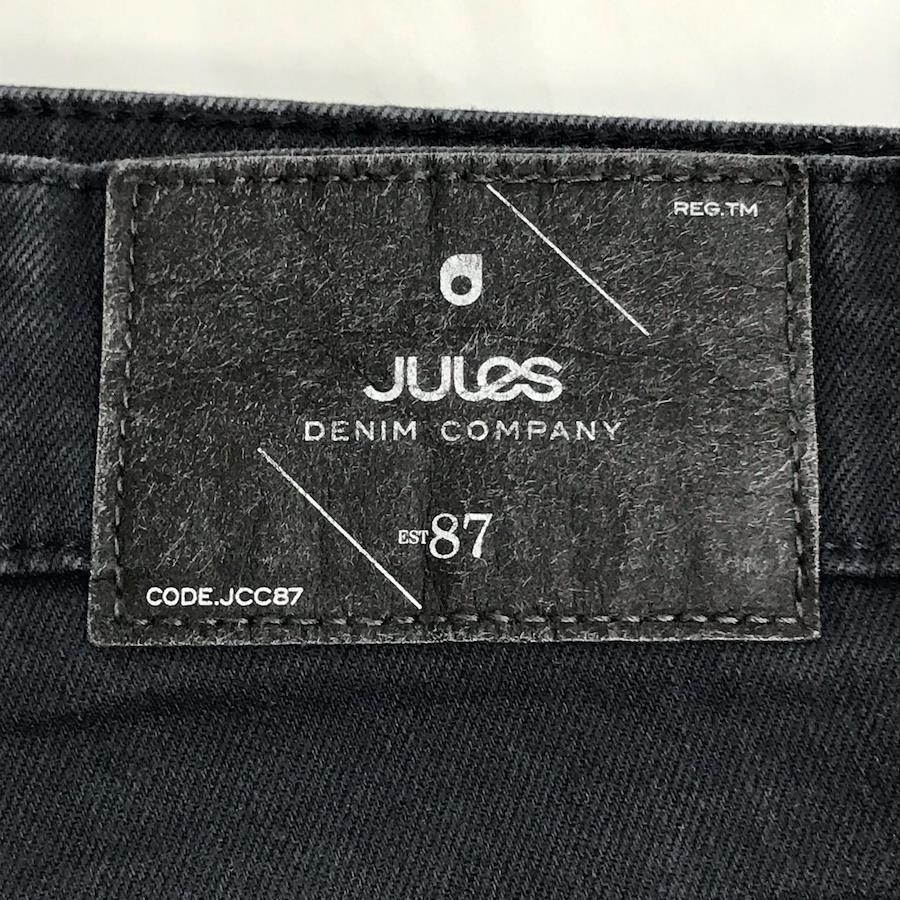 REG.TM
JULES
DENIM COMPANY
EST 87
CODE.JCC87